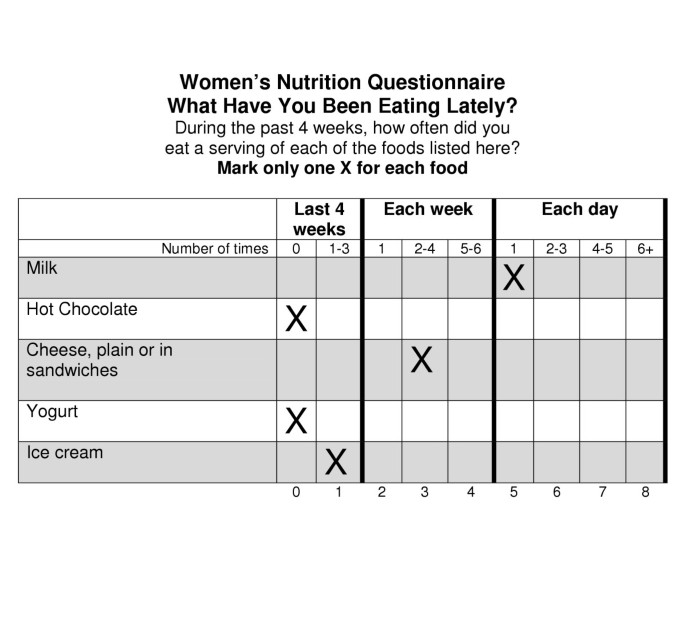 Women's Nutrition Questionnaire
What Have You Been Eating Lately?
During the past 4 weeks, how often did you
eat a serving of each of the foods listed here?
Mark only one X for each food
Last 4 Each week Each day
weeks
Number of times 0 1-3 1 2-4 5-6 1 2-3 4-5 6+
Milk X
Hot Chocolate X
Cheese, plain or in X
sandwiches
Yogurt X
Ice cream X
0 1 2 3 4 5 6 7 8